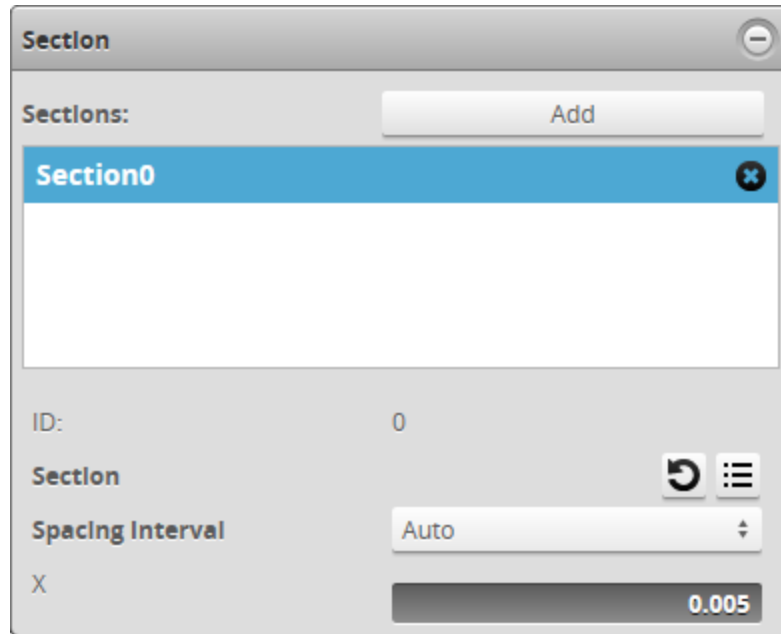 Section
Sections: Add
Section0
ID: 0
Section
Spacing Interval Auto
X 0.005